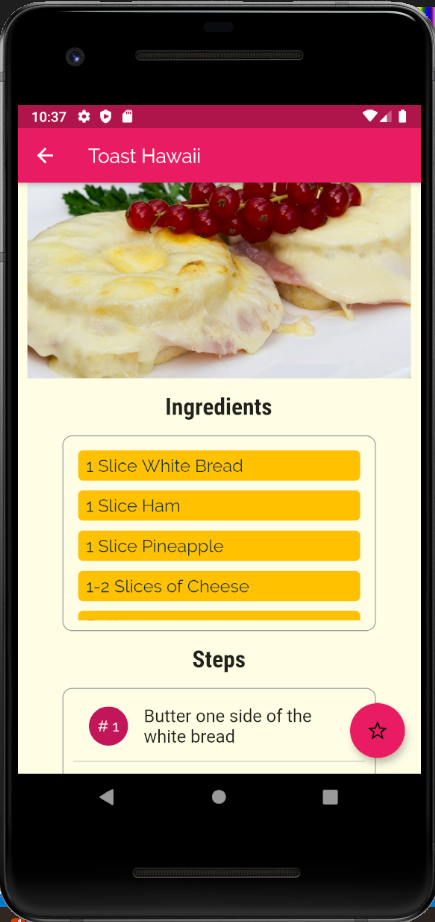 10:37
Toast Hawaii
Ingredients
1 Slice White Bread
1 Slice Ham
1 Slice Pineapple
1-2 Slices of Cheese
Steps
# 1
Butter one side of the
white bread